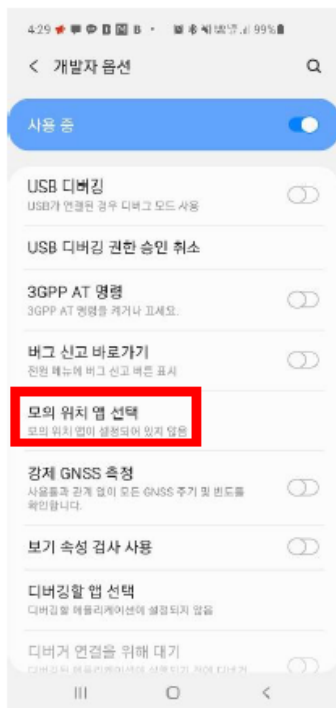 4:29
99%
개발자 옵션
사용 중
USB 디버깅
USB가 연결된 경우 디버그 모드 사용
USB 디버깅 권한 승인 취소
3GPP AT 명령
3GPP AT 명령을 켜거나 끄세요.
버그 신고 바로가기
전원 메뉴에 버그 신고 버튼 표시
모의 위치 앱 선택
모의 위치 앱이 설정되어 있지 않음
강제 GNSS 측정
사용률과 관계 없이 모든 GNSS 주기 및 빈도를
확인합니다.
보기 속성 검사 사용
디버깅할 앱 선택
디버깅할 애플리케이션이 설정되지 않음
디버거 연결을 위해 대기